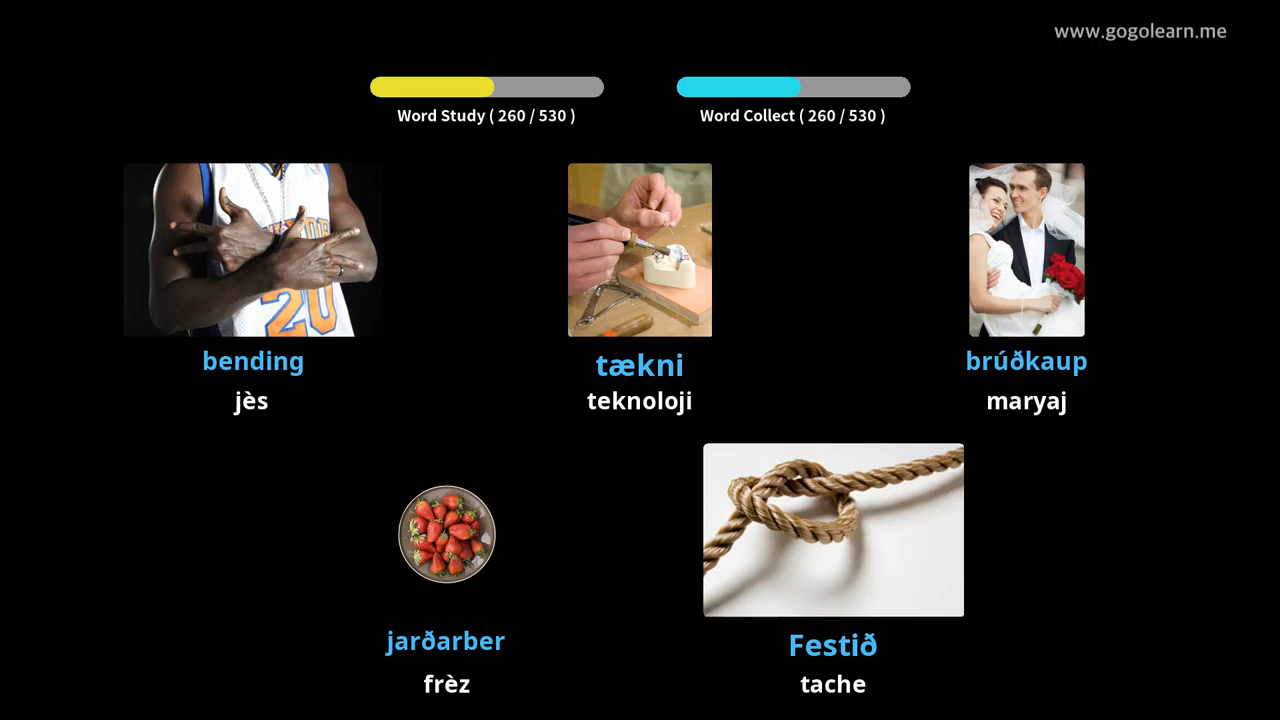 www.gogolearn.me
Word Study ( 260 / 530 )
Word Collect ( 260 / 530 )
20
bending
tækni
brúðkaup
jès
teknoloji
maryaj
jarðarber
Festið
frèz
tache